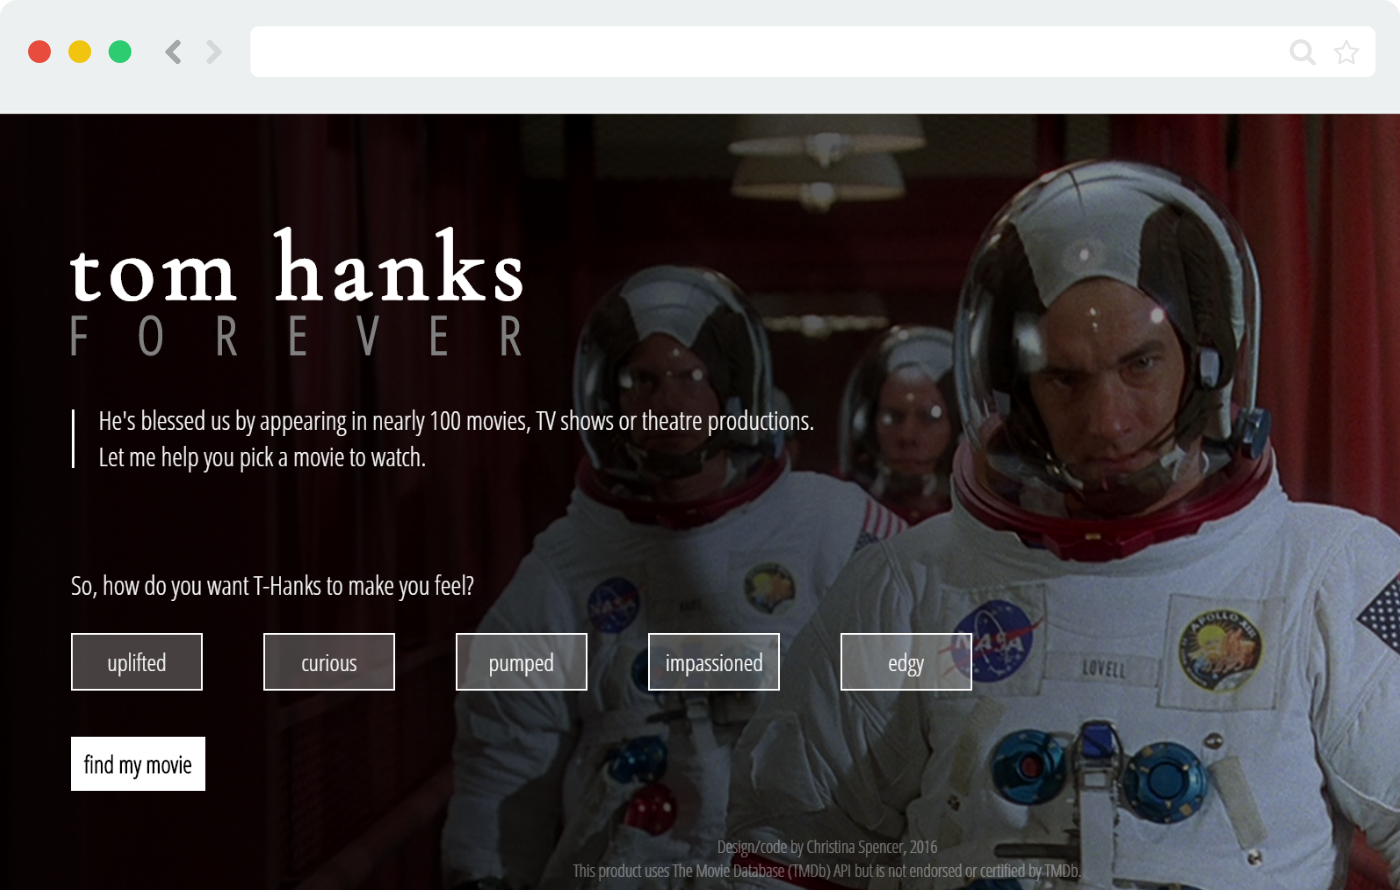 tom hanks
FOREVER
He's blessed us by appearing in nearly 100 movies, TV shows or theatre productions.
Let me help you pick a movie to watch.
So, how do you want T-Hanks to make you feel?
uplifted
curious
pumped
impassioned
edgy
NASA
APOLLO XIII
LOVELL
find my movie
Design/code by Christina Spencer, 2016
This product uses The Movie Database (TMDb) API but is not endorsed or certified by TMDb.